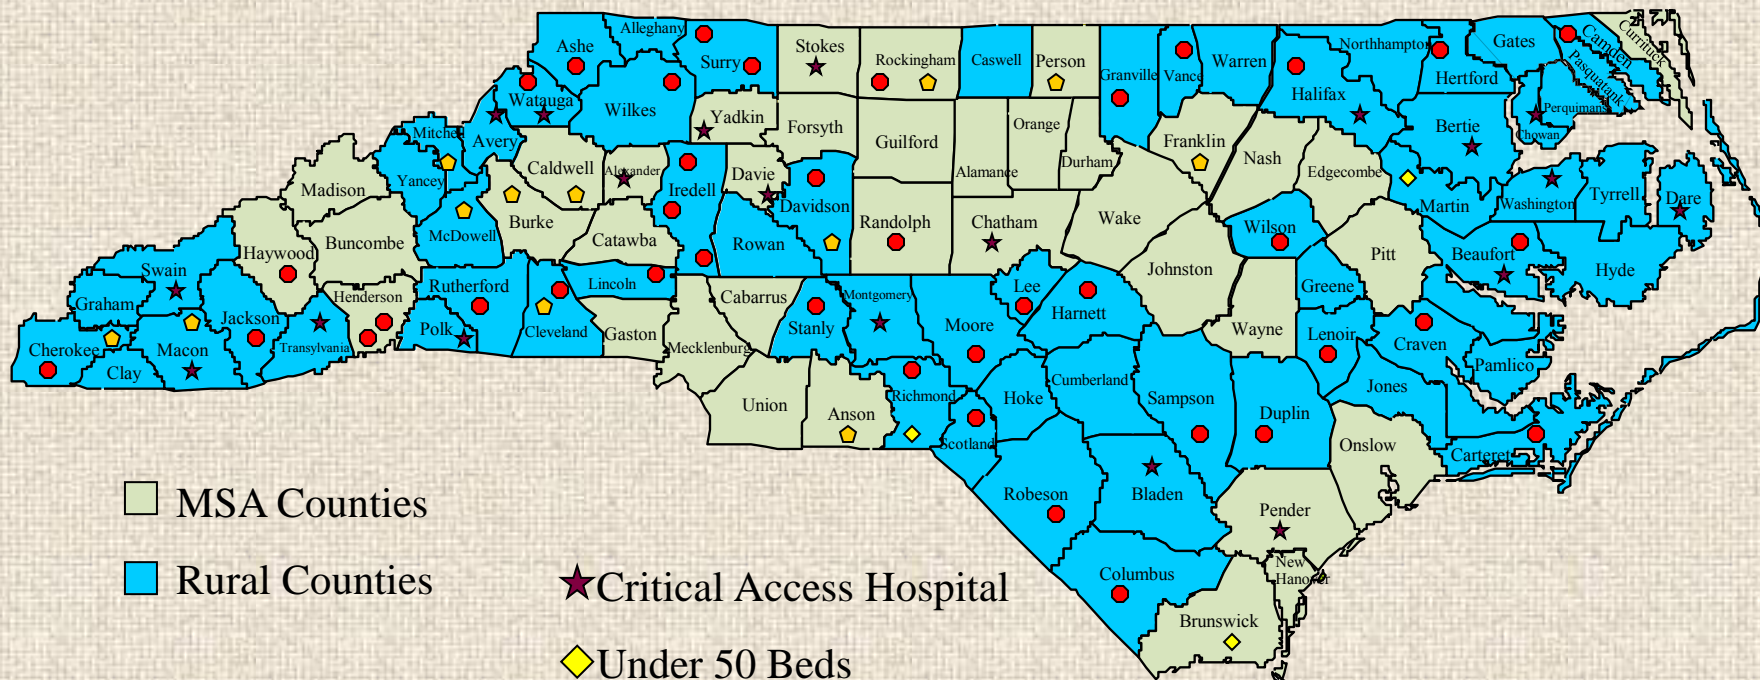 Alleghany
Ashe
Surry
Stokes
Rockingham
Caswell
Person
Granville
Vance
Warren
Northhampton
Gates
Camden
Currituck
Pasquotank
Hertford
Halifax
Perquimans
Chowan
Bertie
Watauga
Wilkes
Yadkin
Forsyth
Guilford
Orange
Durham
Alamance
Franklin
Nash
Edgecombe
Martin
Washington
Tyrrell
Dare
Mitchell
Avery
Caldwell
Alexander
Iredell
Davie
Davidson
Madison
Yancey
Burke
Catawba
Rowan
Randolph
Chatham
Wake
Wilson
Pitt
Beaufort
Hyde
Haywood
Buncombe
McDowell
Johnston
Greene
Swain
Graham
Jackson
Henderson
Rutherford
Lincoln
Cabarrus
Montgomery
Moore
Lee
Harnett
Wayne
Lenoir
Craven
Pamlico
Cherokee
Clay
Macon
Transylvania
Polk
Cleveland
Gaston
Mecklenburg
Stanly
Richmond
Hoke
Cumberland
Sampson
Duplin
Jones
Union
Anson
Scotland
Onslow
Carteret
Robeson
Bladen
Pender
Columbus
New
Hanover
Brunswick
MSA Counties
Rural Counties
Critical Access Hospital
Under 50 Beds